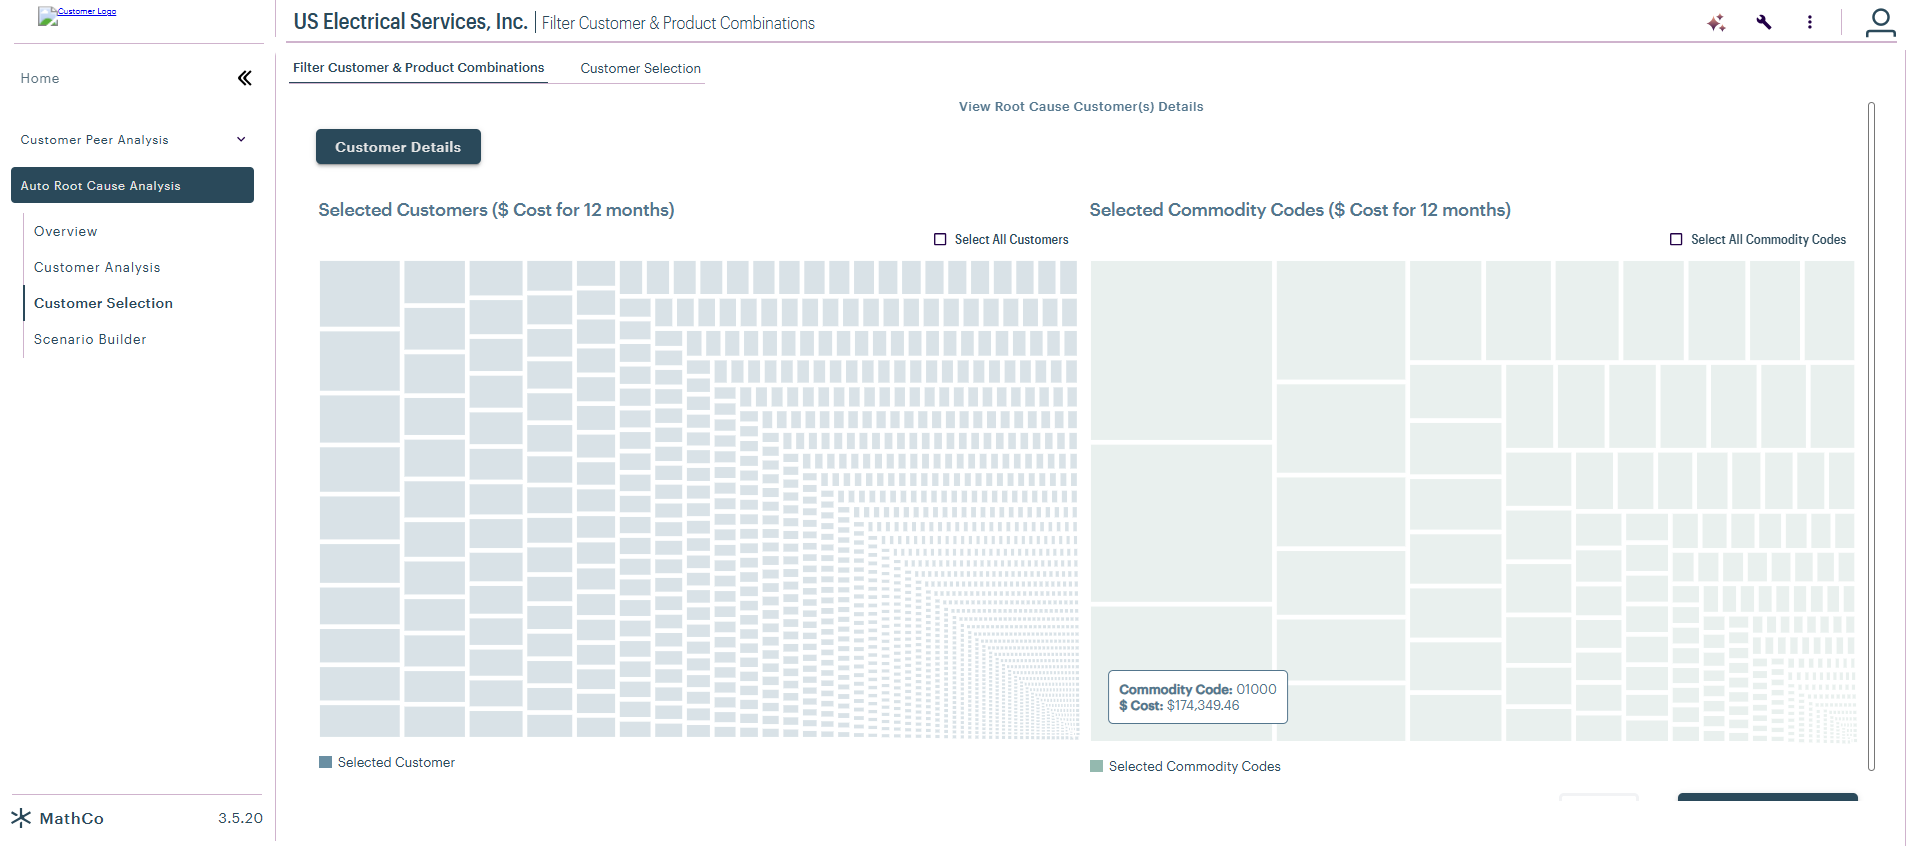 Customer Logo
US Electrical Services, Inc. Filter Customer & Product Combinations
Home
Filter Customer & Product Combinations
Customer Selection
View Root Cause Customer(s) Details
Customer Peer Analysis
Customer Details
Auto Root Cause Analysis
Overview
Customer Analysis
Customer Selection
Scenario Builder
Selected Customers ($ Cost for 12 months)
Select All Customers
Selected Customer
Selected Commodity Codes ($ Cost for 12 months)
Select All Commodity Codes
Commodity Code: 01000
$ Cost: $174,349.46
Selected Commodity Codes
MathCo
3.5.20